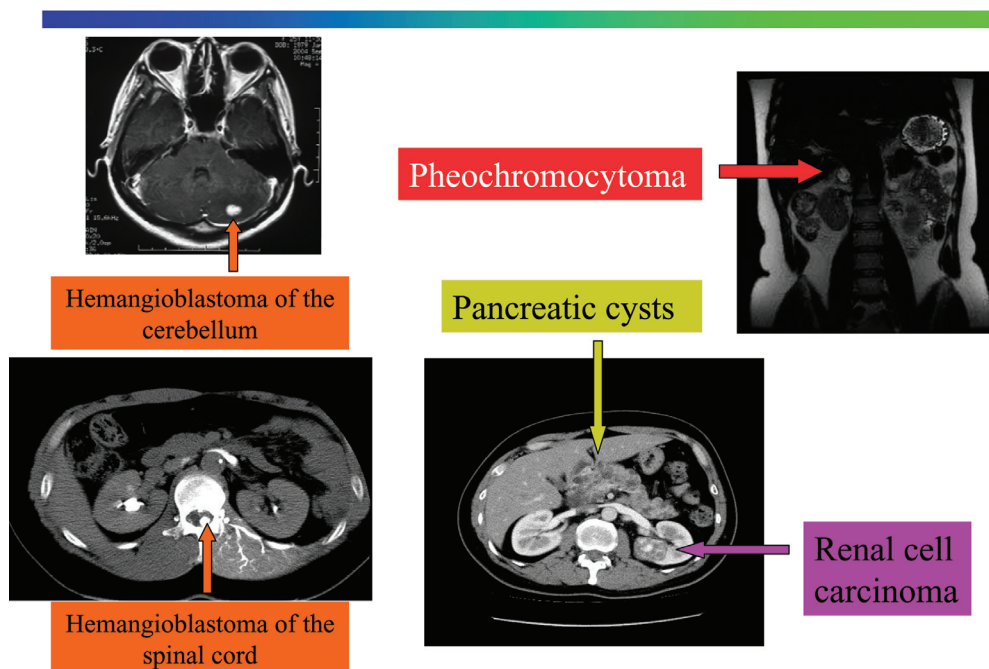 Hemangioblastoma of the
cerebellum
Pheochromocytoma
Pancreatic cysts
Hemangioblastoma of the
spinal cord
Renal cell
carcinoma